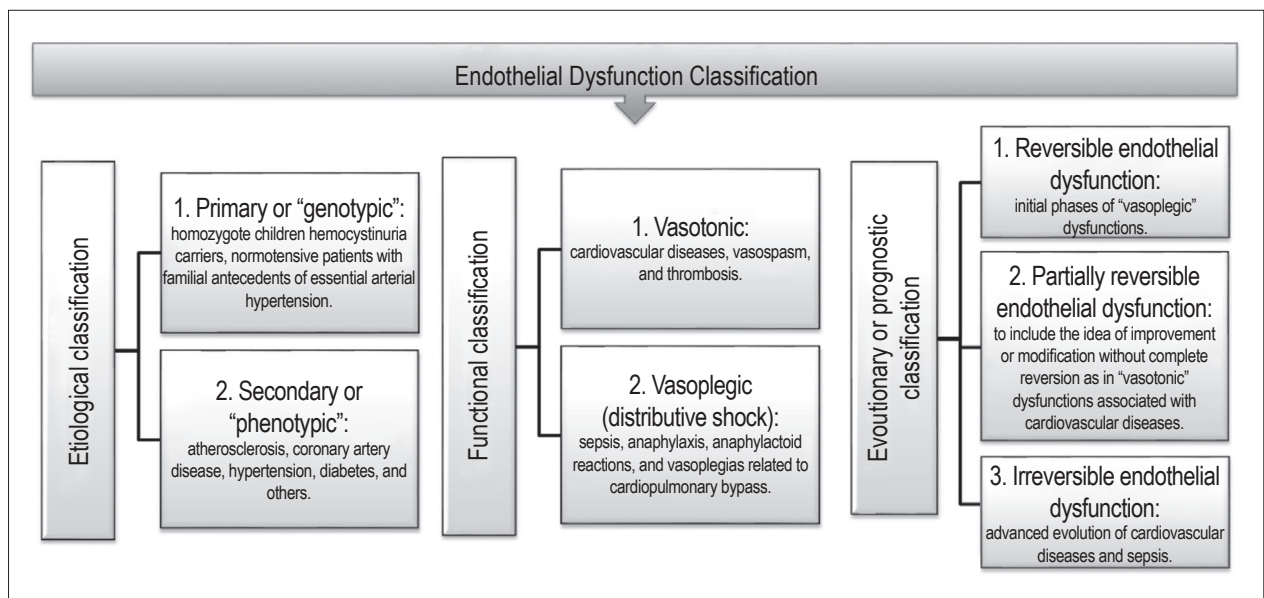 Endothelial Dysfunction Classification
Etiological classification
1. Primary or “genotypic”:
homozygote children hemocystinuria
carriers, normotensive patients with
familial antecedents of essential arterial
hypertension.
2. Secondary or
“phenotypic”:
atherosclerosis, coronary artery
disease, hypertension, diabetes, and
others.
Functional classification
1. Vasotonic:
cardiovascular diseases, vasospasm,
and thrombosis.
2. Vasoplegic
(distributive shock):
sepsis, anaphylaxis, anaphylactoid
reactions, and vasoplegias related to
cardiopulmonary bypass.
Evoutionary or prognostic
classification
1. Reversible endothelial
dysfunction:
initial phases of “vasoplegic”
dysfunctions.
2. Partially reversible
endothelial dysfunction:
to include the idea of improvement
or modification without complete
reversion as in “vasotonic”
dysfunctions associated with
cardiovascular diseases.
3. Irreversible endothelial
dysfunction:
advanced evolution of cardiovascular
diseases and sepsis.